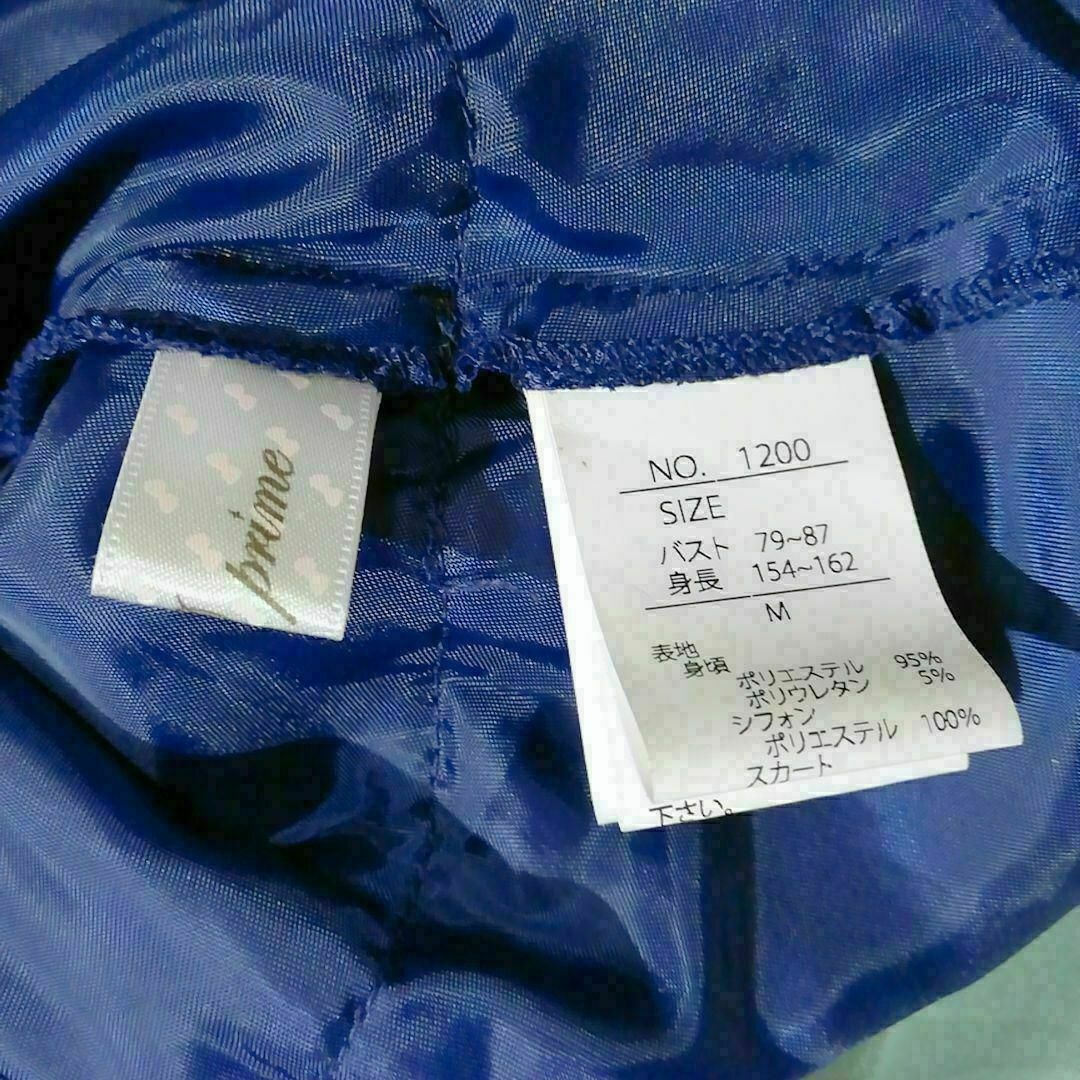 prime
NO. 1200
SIZE
バスト 79~87
身長 154~162
M
表地
身頃
ポリエステル 95%
ポリウレタン 5%
シフォン
ポリエステル 100%
スカート
下さい。